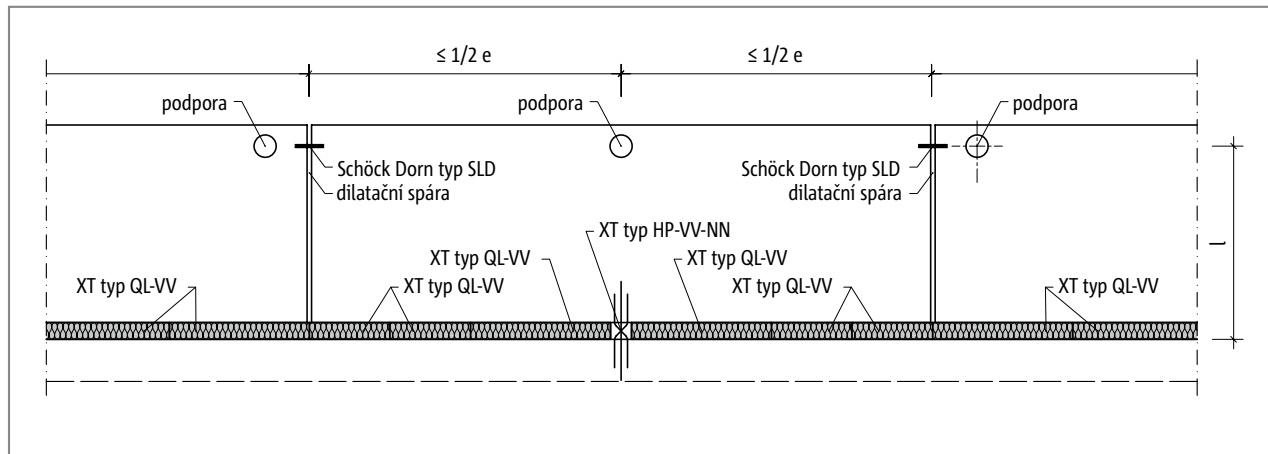 ≤ 1/2 e
≤ 1/2 e
podpora
podpora
podpora
Schöck Dorn typ SLD
dilatační spára
Schöck Dorn typ SLD
dilatační spára
XT typ HP-VV-NN
XT typ QL-VV
XT typ QL-VV
XT typ QL-VV
XT typ QL-VV
XT typ QL-VV
XT typ QL-VV
l